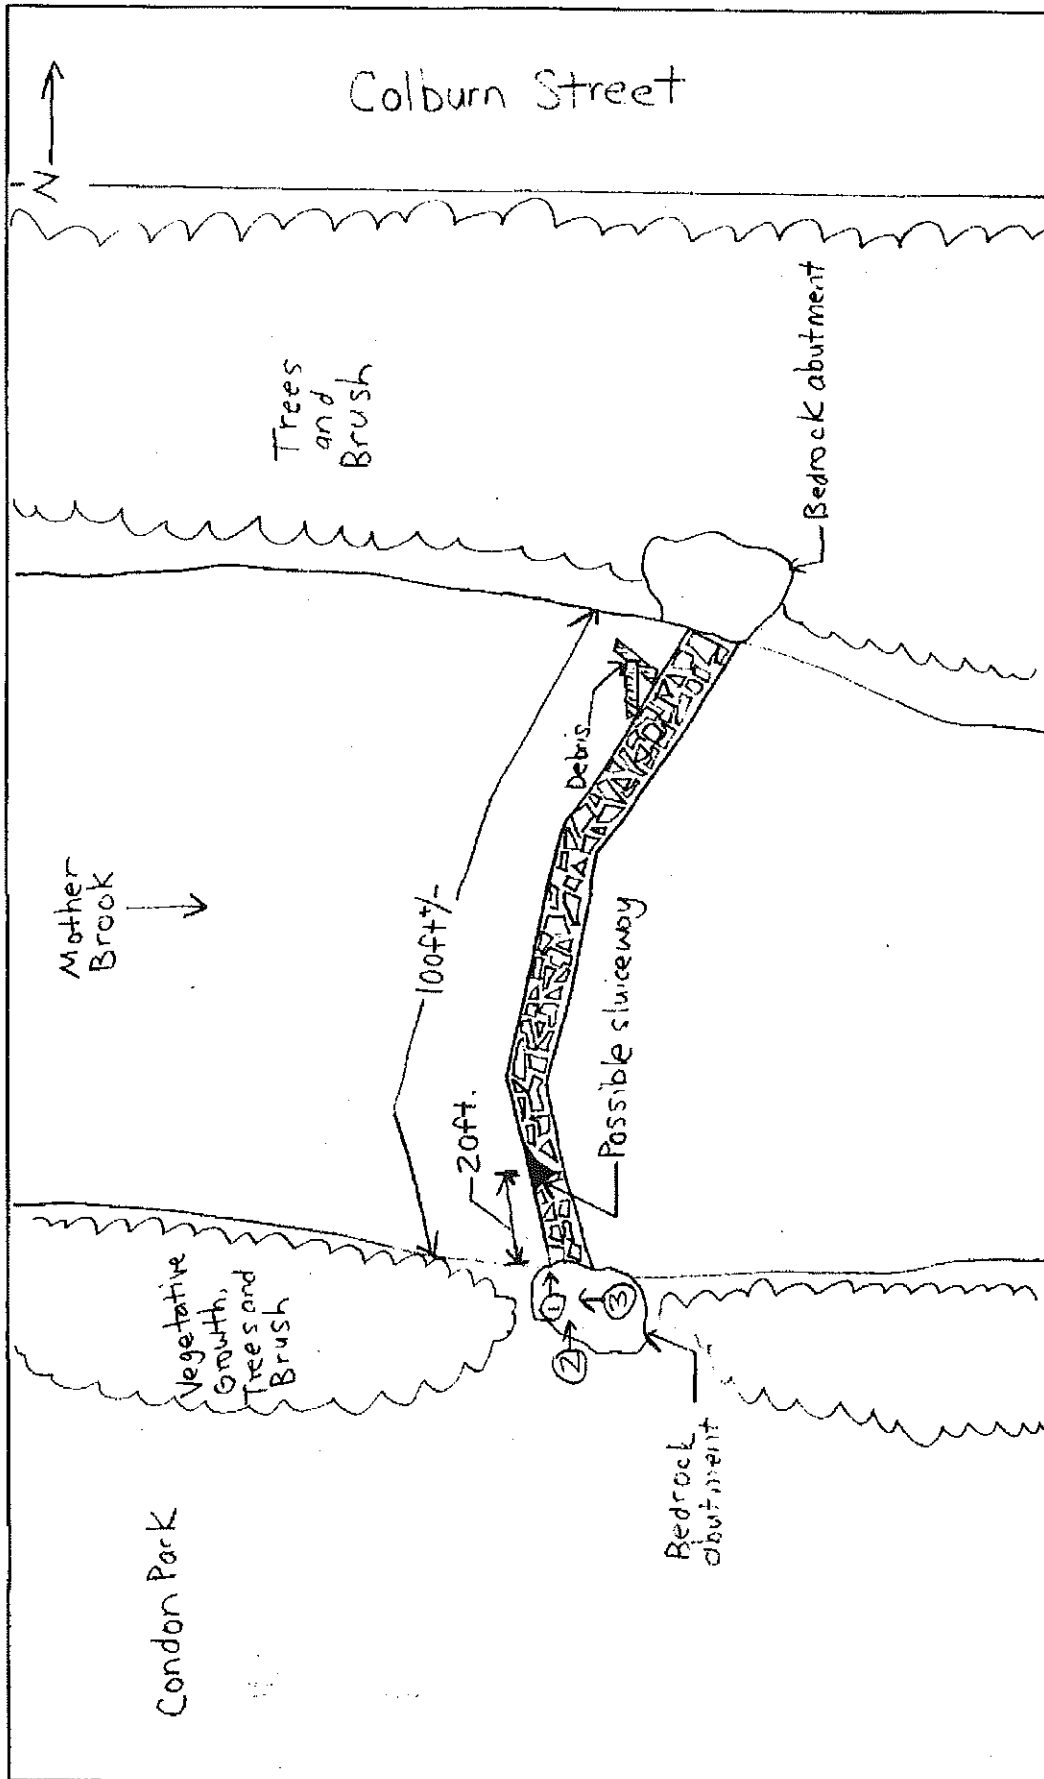 N
Colburn Street
Trees
and
Brush
Bedrock abutment
Mother
Brook
100ft +/-
Debris
20ft.
Possible sluiceway
Vegetative
Growth,
Trees and
Brush
1
2
3
Condon Park
Bedrock
abutment